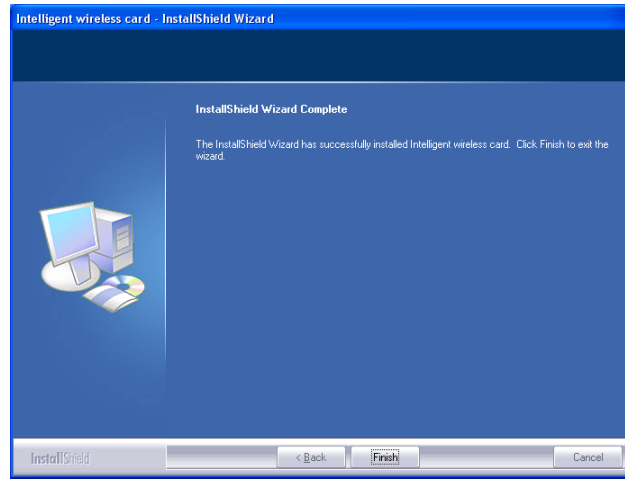 Intelligent wireless card - InstallShield Wizard
InstallShield Wizard Complete
The InstallShield Wizard has successfully installed Intelligent wireless card. Click Finish to exit the
wizard.
InstallShield
< Back Finish Cancel